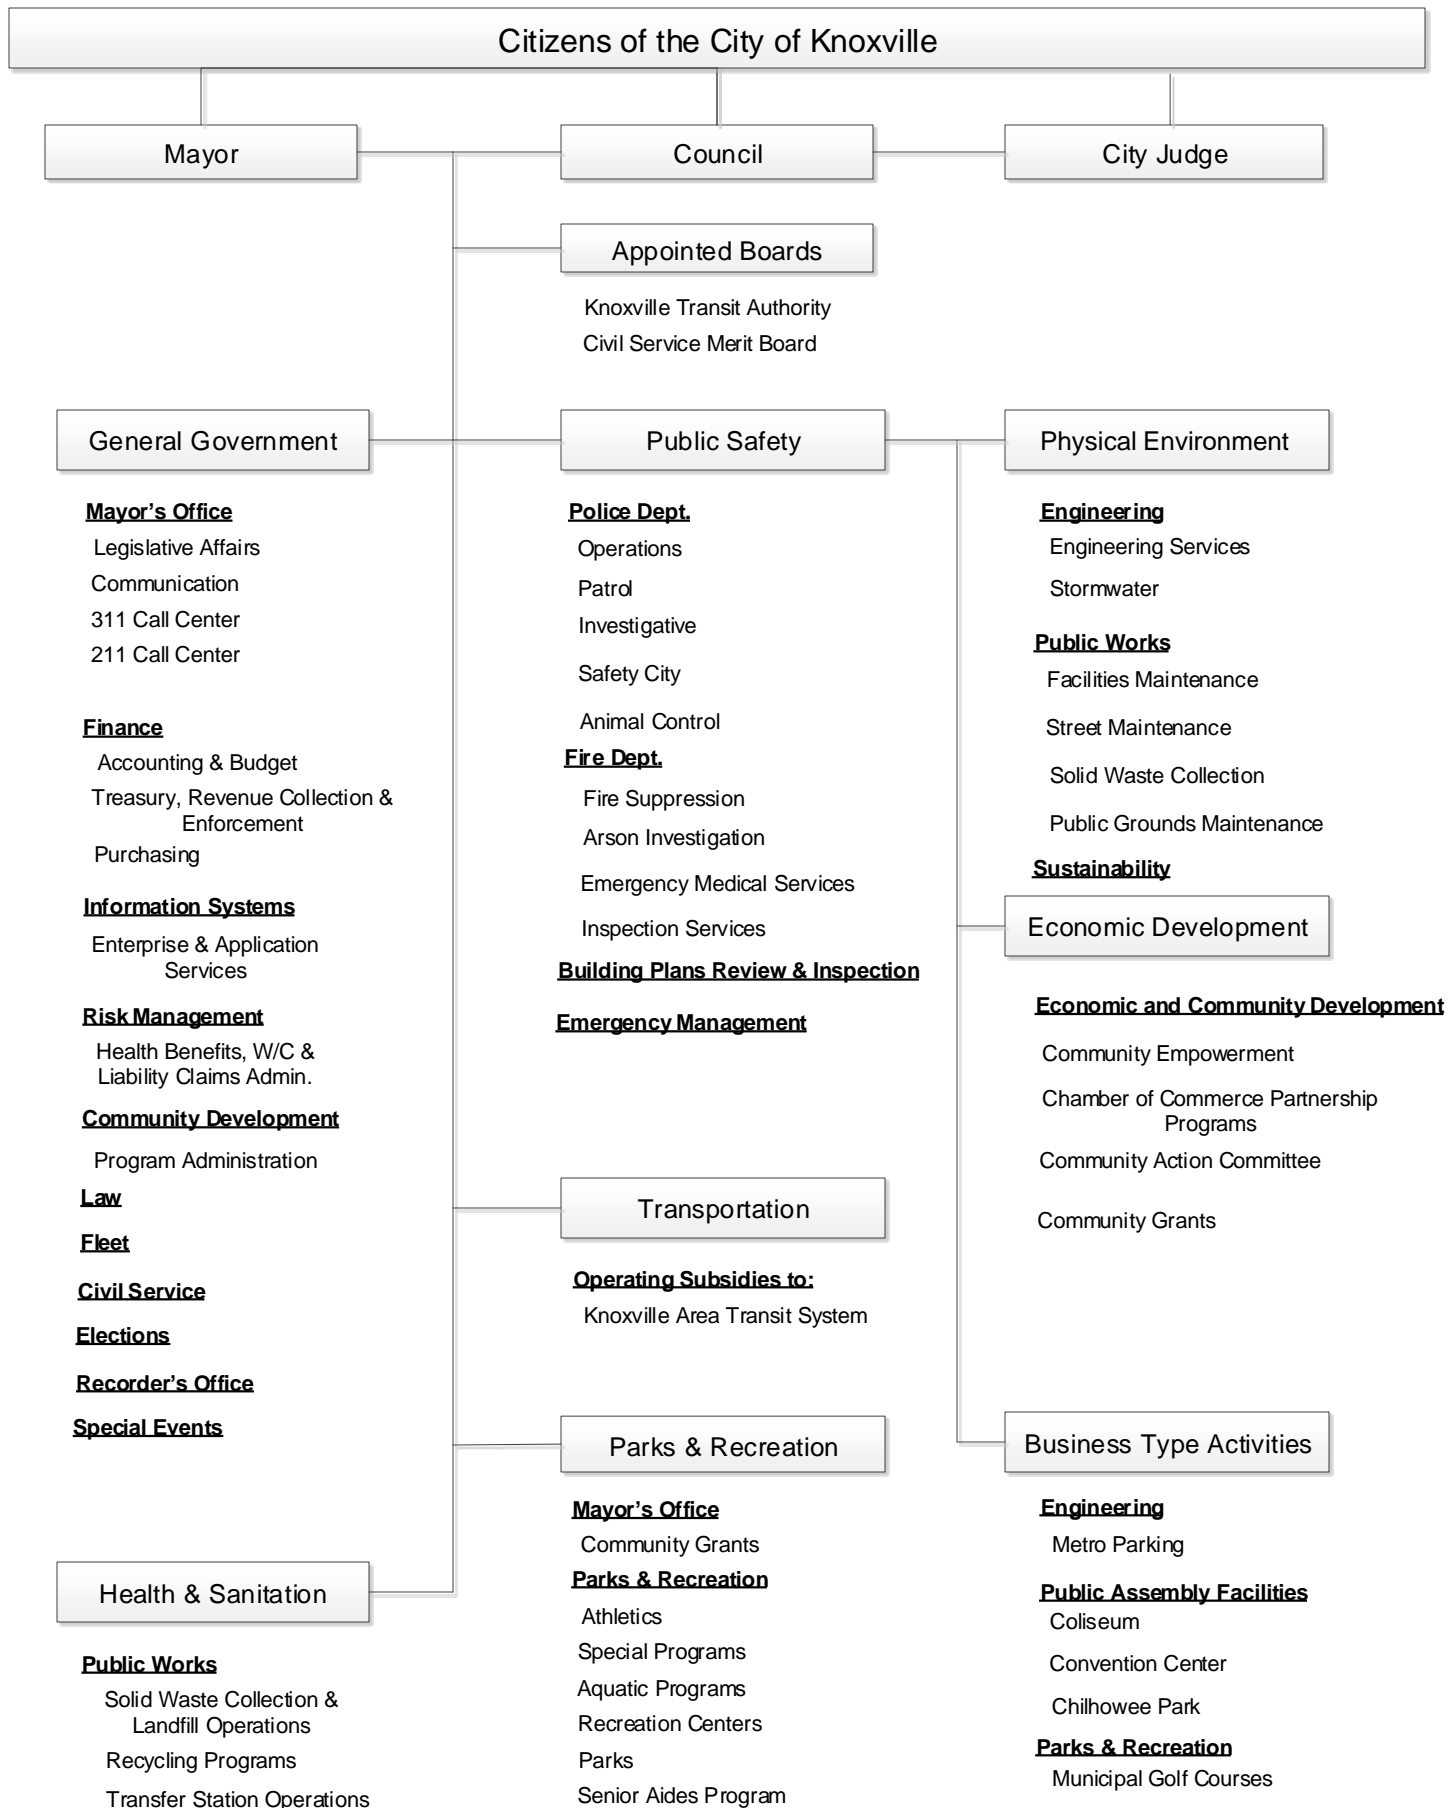 Citizens of the City of Knoxville
Mayor
Council
City Judge
Appointed Boards
Knoxville Transit Authority
Civil Service Merit Board
General Government
Mayor’s Office
Legislative Affairs
Communication
311 Call Center
211 Call Center
Finance
Accounting & Budget
Treasury, Revenue Collection &
Enforcement
Purchasing
Information Systems
Enterprise & Application
Services
Risk Management
Health Benefits, W/C &
Liability Claims Admin.
Community Development
Program Administration
Law
Fleet
Civil Service
Elections
Recorder’s Office
Special Events
Health & Sanitation
Public Works
Solid Waste Collection &
Landfill Operations
Recycling Programs
Transfer Station Operations
Public Safety
Police Dept.
Operations
Patrol
Investigative
Safety City
Animal Control
Fire Dept.
Fire Suppression
Arson Investigation
Emergency Medical Services
Inspection Services
Building Plans Review & Inspection
Emergency Management
Transportation
Operating Subsidies to:
Knoxville Area Transit System
Parks & Recreation
Mayor’s Office
Community Grants
Parks & Recreation
Athletics
Special Programs
Aquatic Programs
Recreation Centers
Parks
Senior Aides Program
Physical Environment
Engineering
Engineering Services
Stormwater
Public Works
Facilities Maintenance
Street Maintenance
Solid Waste Collection
Public Grounds Maintenance
Sustainability
Economic Development
Economic and Community Development
Community Empowerment
Chamber of Commerce Partnership
Programs
Community Action Committee
Community Grants
Business Type Activities
Engineering
Metro Parking
Public Assembly Facilities
Coliseum
Convention Center
Chilhowee Park
Parks & Recreation
Municipal Golf Courses